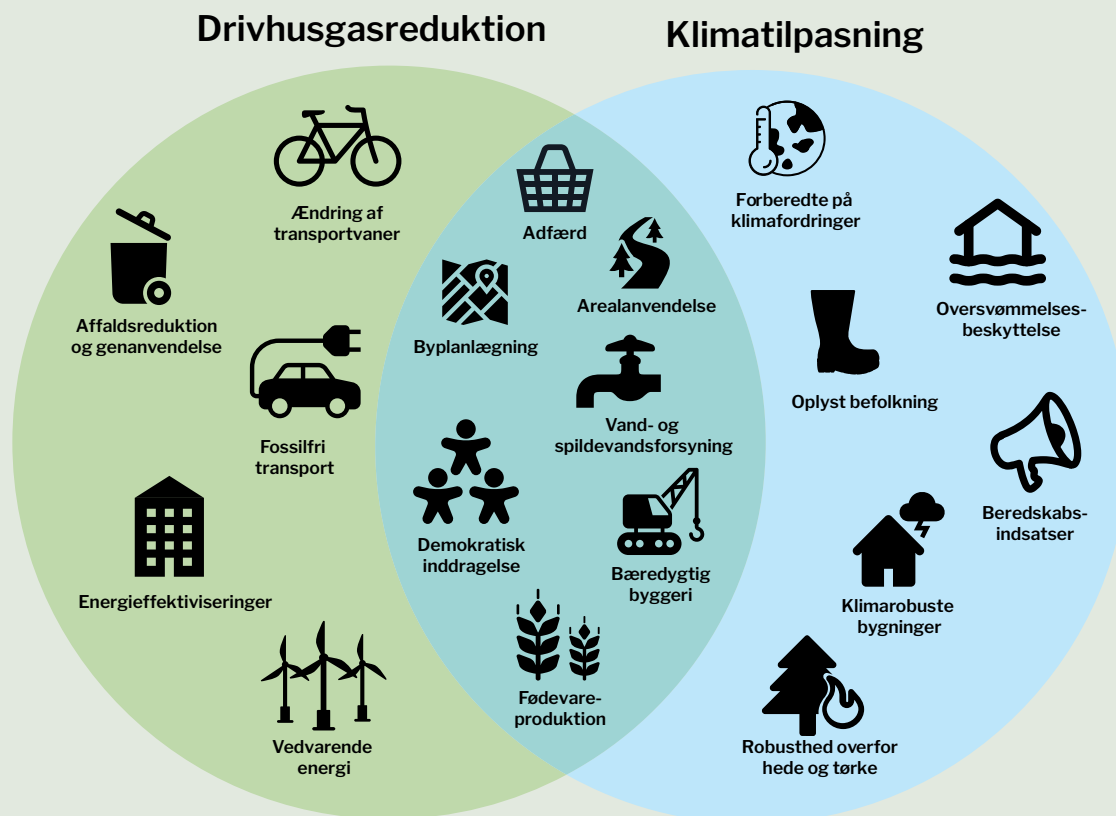 Drivhusgasreduktion
Klimatilpasning
Ændring af
transportvaner
Affaldsreduktion
og genanvendelse
Fossilfri
transport
Energieffektiviseringer
Vedvarende
energi
Adfærd
Arealanvendelse
Byplanlægning
Vand- og
spildevandsforsyning
Demokratisk
inddragelse
Bæredygtig
byggeri
Fødevare-
produktion
Forberedte på
klimafordringer
Oversvømmelses-
beskyttelse
Oplyst befolkning
Beredskabs-
indsatser
Klimarobuste
bygninger
Robusthed overfor
hede og tørke